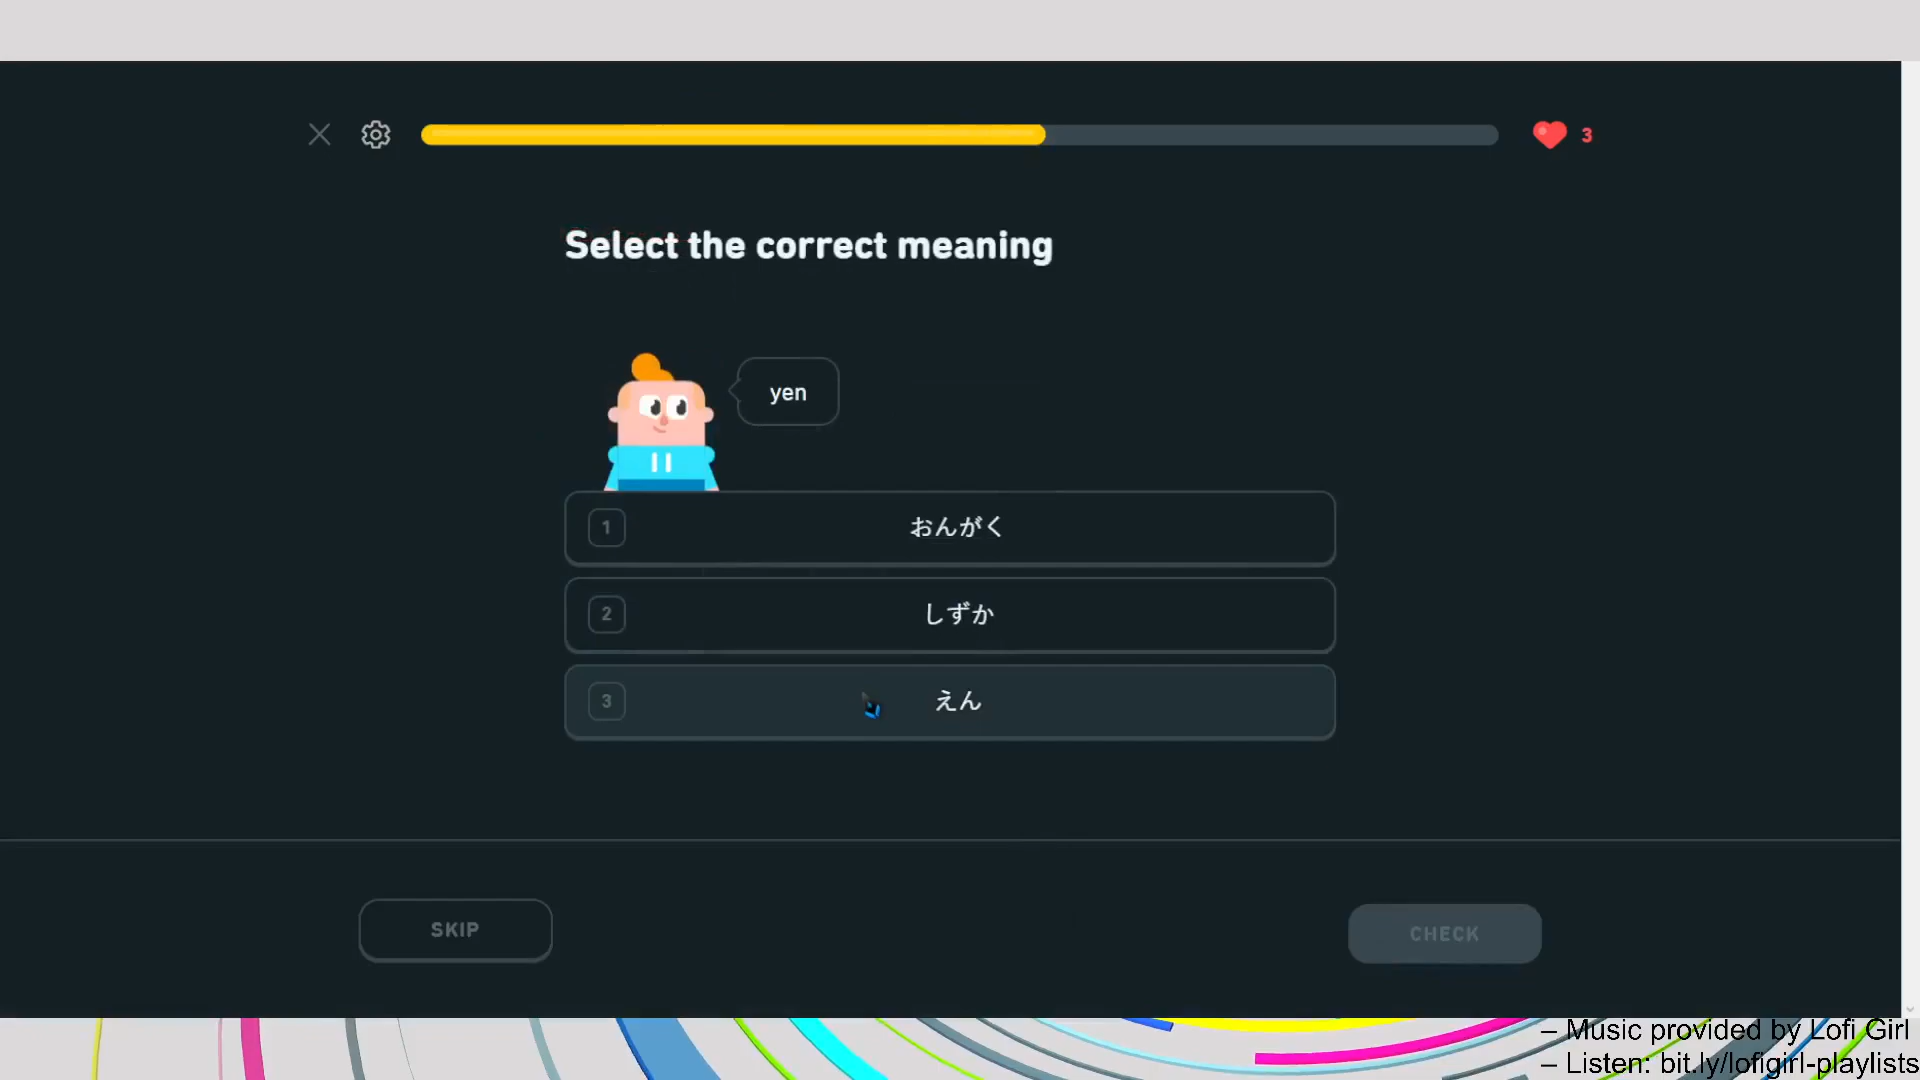 3
Select the correct meaning
yen
1 おんがく
2 しずか
3 えん
SKIP
CHECK
– Music provided by Lofi Girl
– Listen: bit.ly/lofigirl-playlists